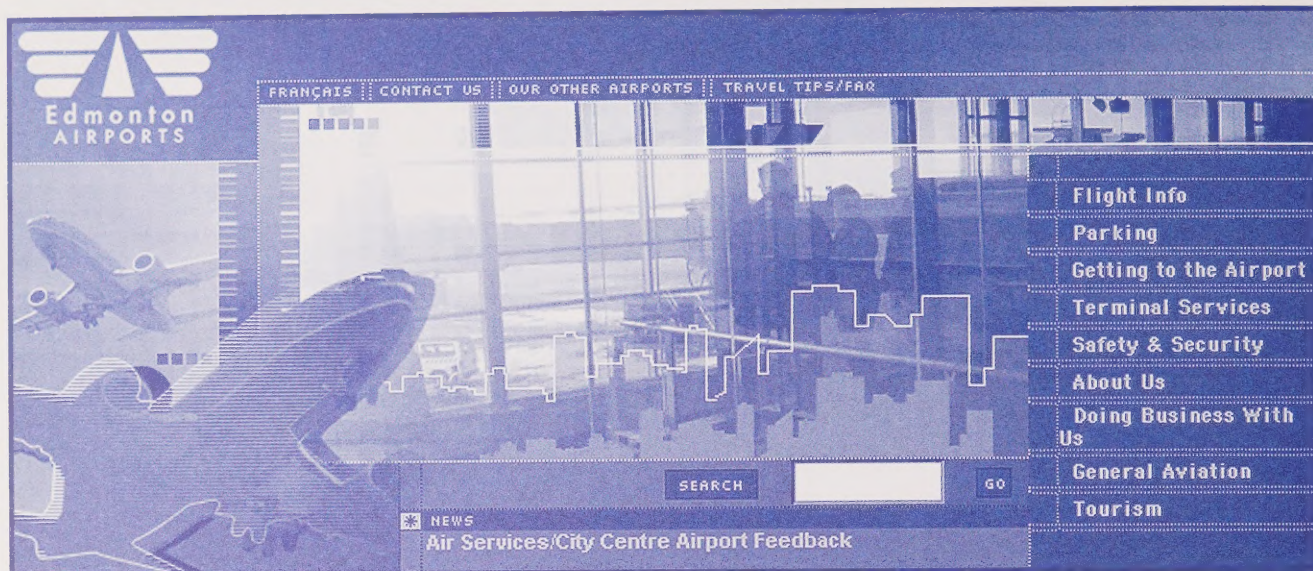 Edmonton
AIRPORTS
FRANÇAIS CONTACT US OUR OTHER AIRPORTS TRAVEL TIPS/FAQ
Flight Info
Parking
Getting to the Airport
Terminal Services
Safety & Security
About Us
Doing Business With
Us
General Aviation
Tourism
SEARCH GO
NEWS
Air Services/City Centre Airport Feedback